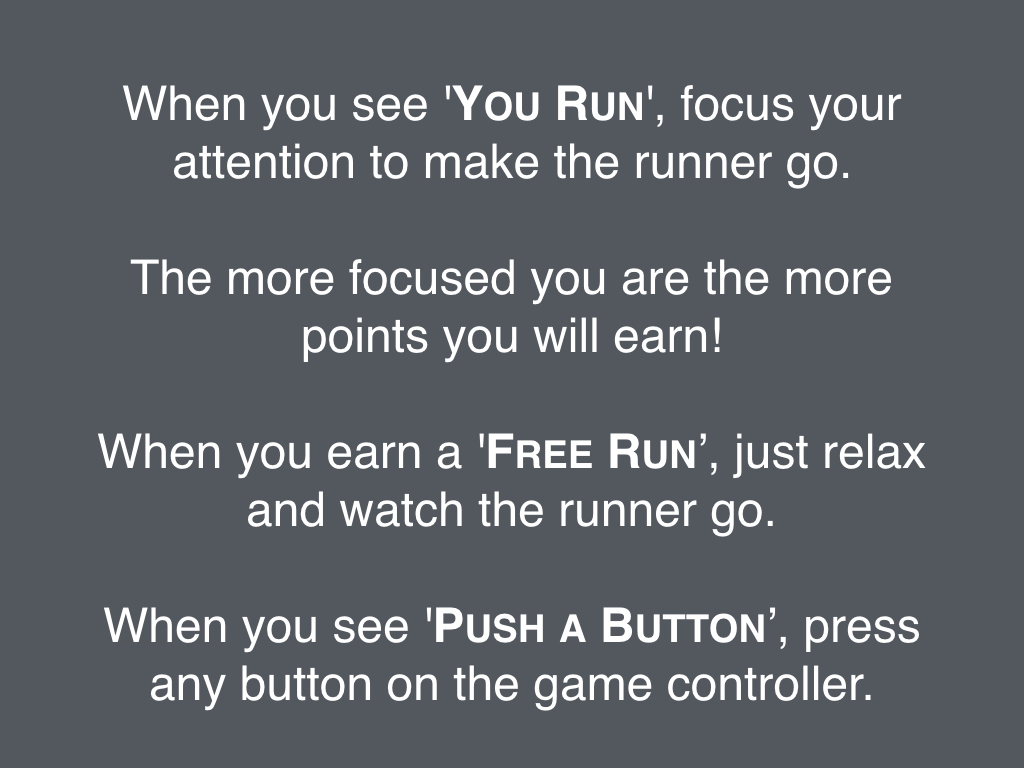 When you see 'YOU RUN', focus your
attention to make the runner go.
The more focused you are the more
points you will earn!
When you earn a 'FREE RUN’, just relax
and watch the runner go.
When you see 'PUSH A BUTTON’, press
any button on the game controller.